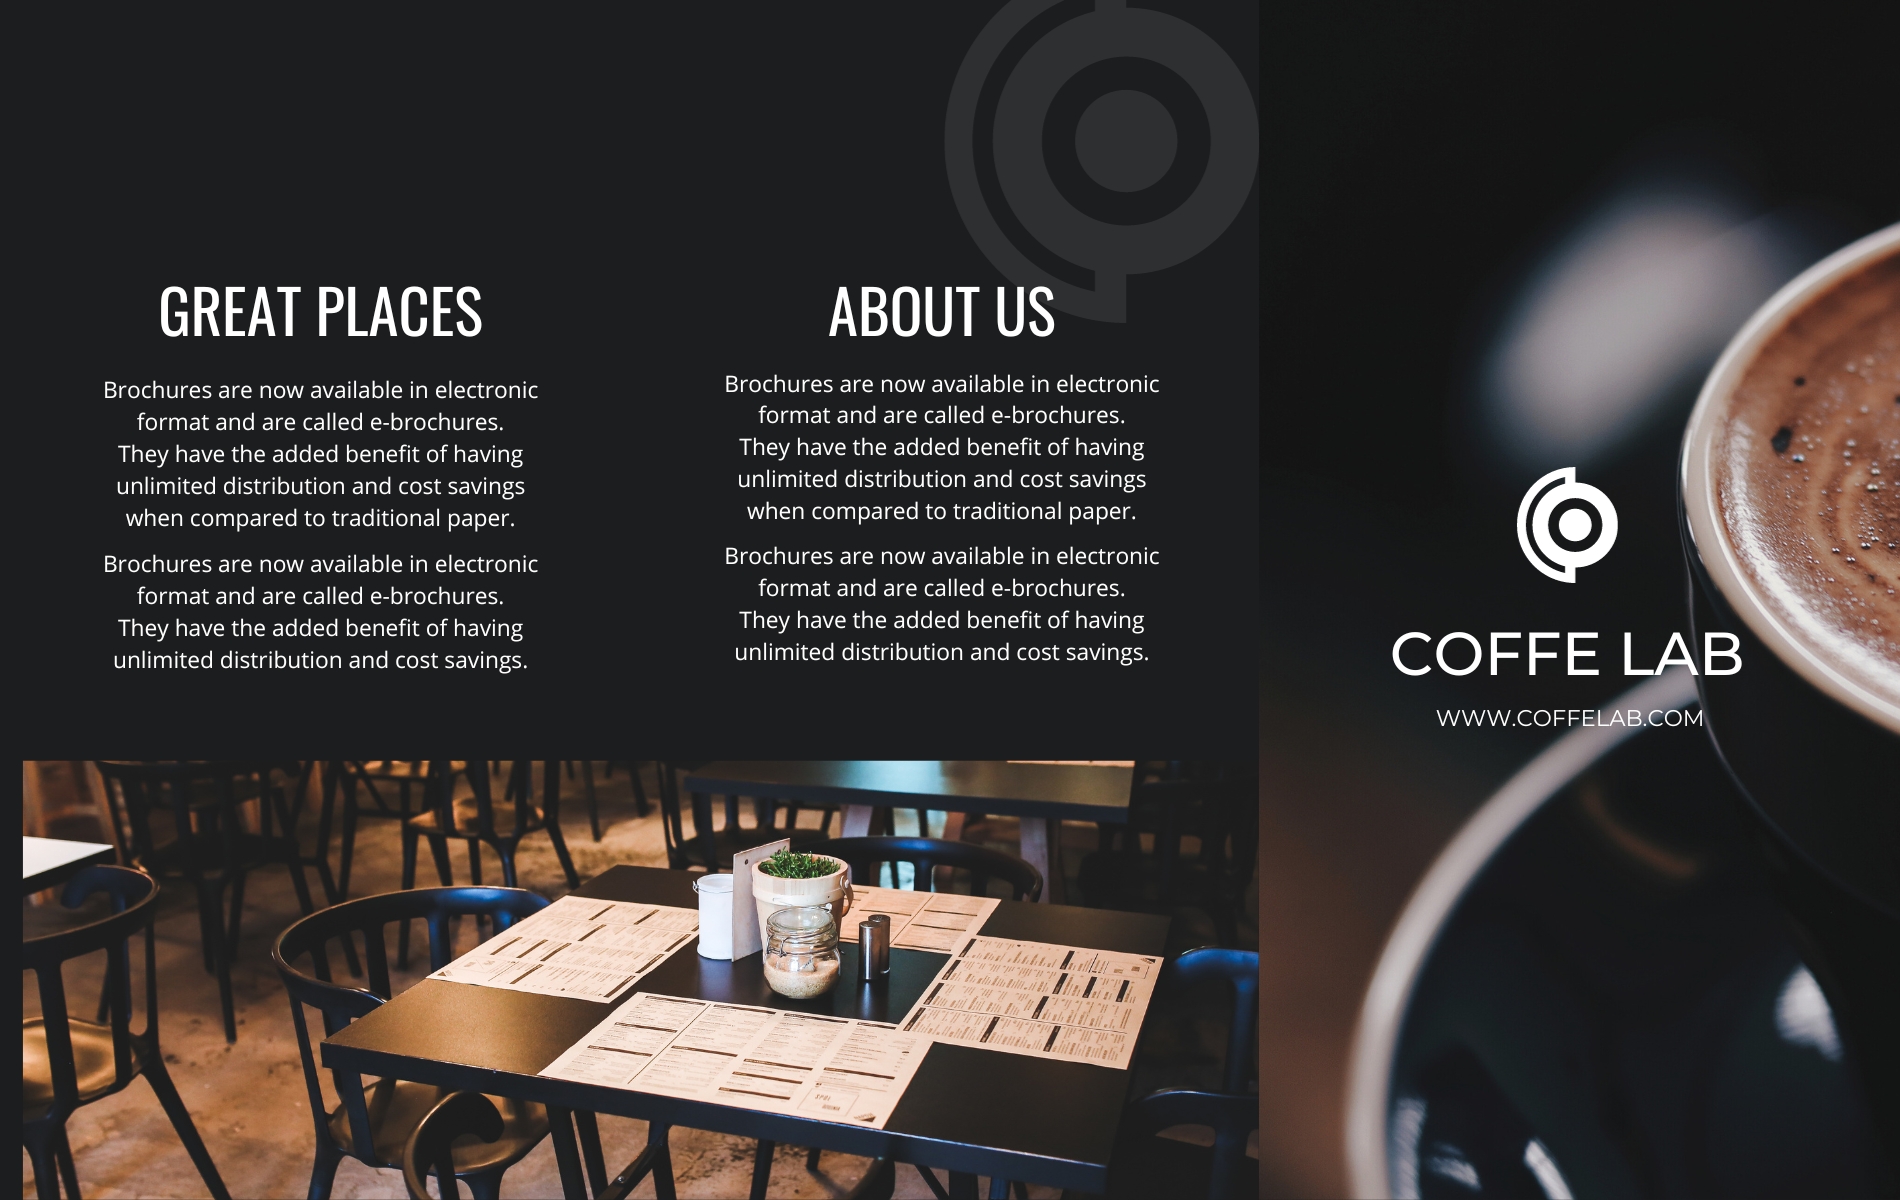 GREAT PLACES
Brochures are now available in electronic
format and are called e-brochures.
They have the added benefit of having
unlimited distribution and cost savings
when compared to traditional paper.
Brochures are now available in electronic
format and are called e-brochures.
They have the added benefit of having
unlimited distribution and cost savings.
ABOUT US
Brochures are now available in electronic
format and are called e-brochures.
They have the added benefit of having
unlimited distribution and cost savings
when compared to traditional paper.
Brochures are now available in electronic
format and are called e-brochures.
They have the added benefit of having
unlimited distribution and cost savings.
COFFE LAB
WWW.COFFELAB.COM